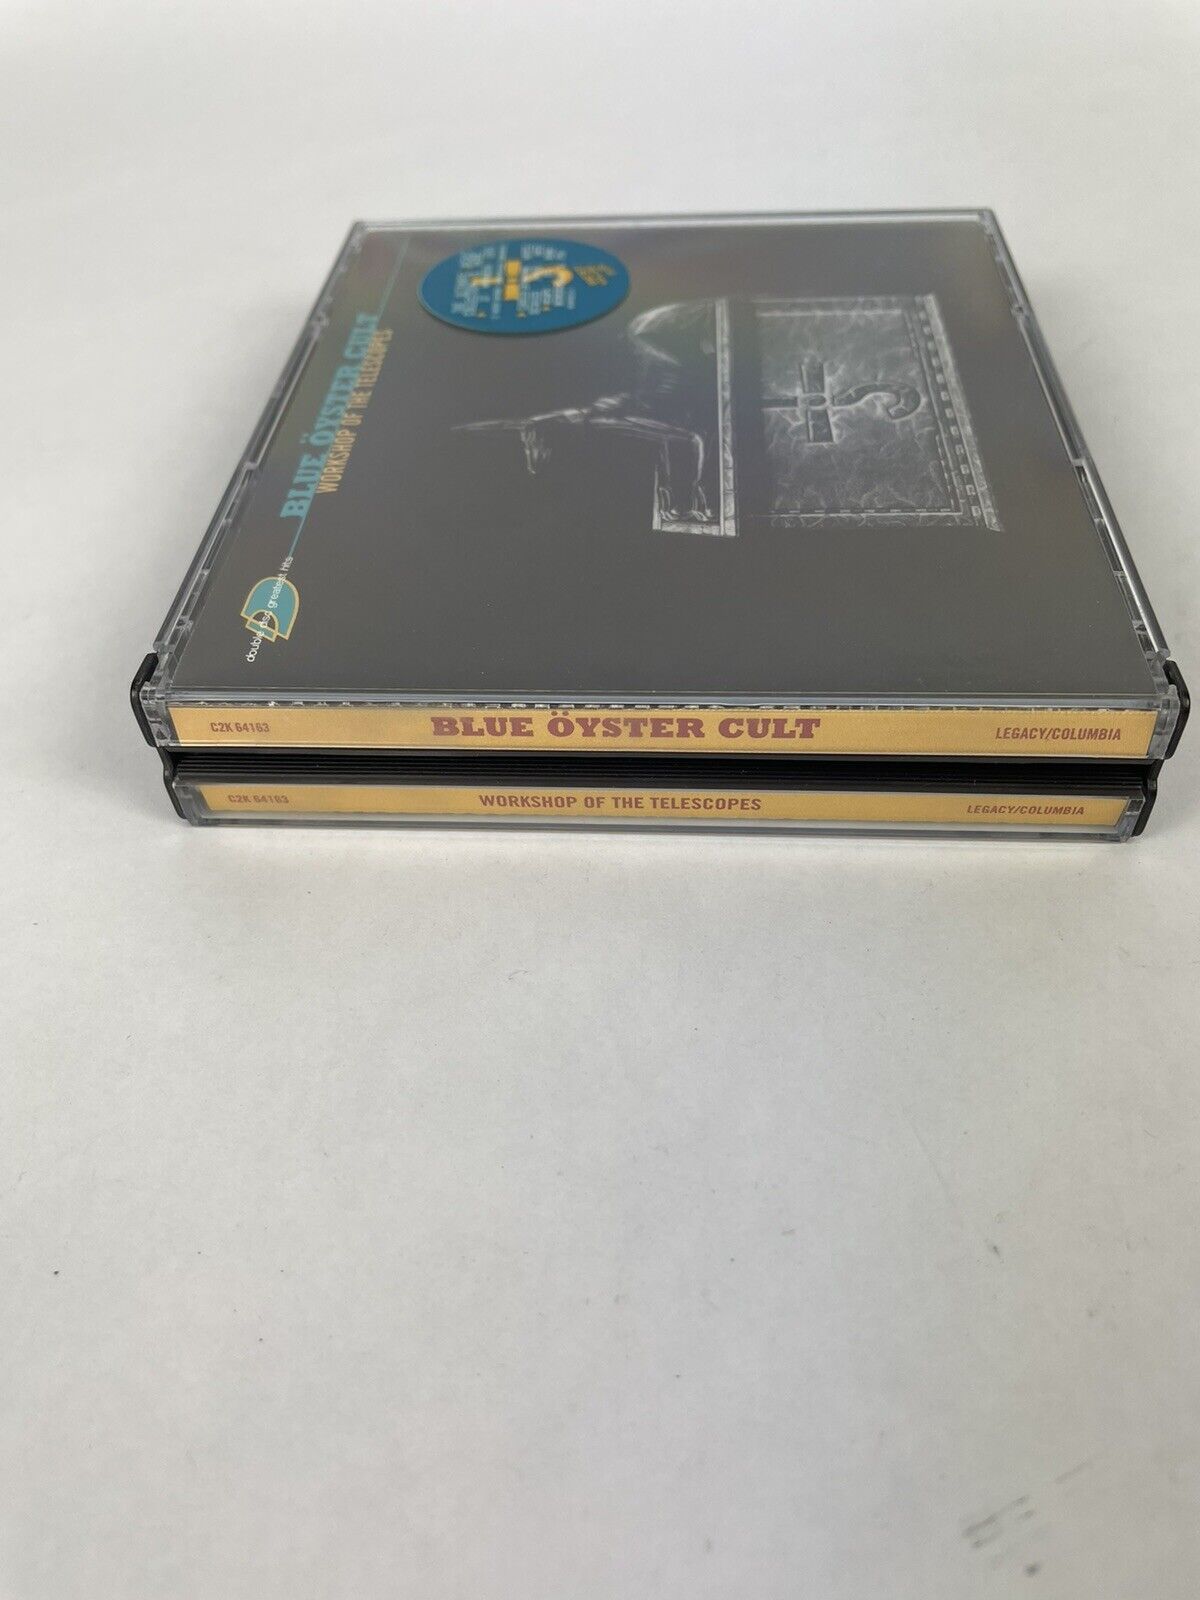 BLUE ÖYSTER CULT
WORKSHOP OF THE TELESCOPES
double disc greatest hits
C2K 64163 BLUE ÖYSTER CULT LEGACY/COLUMBIA
C2K 64163 WORKSHOP OF THE TELESCOPES LEGACY/COLUMBIA